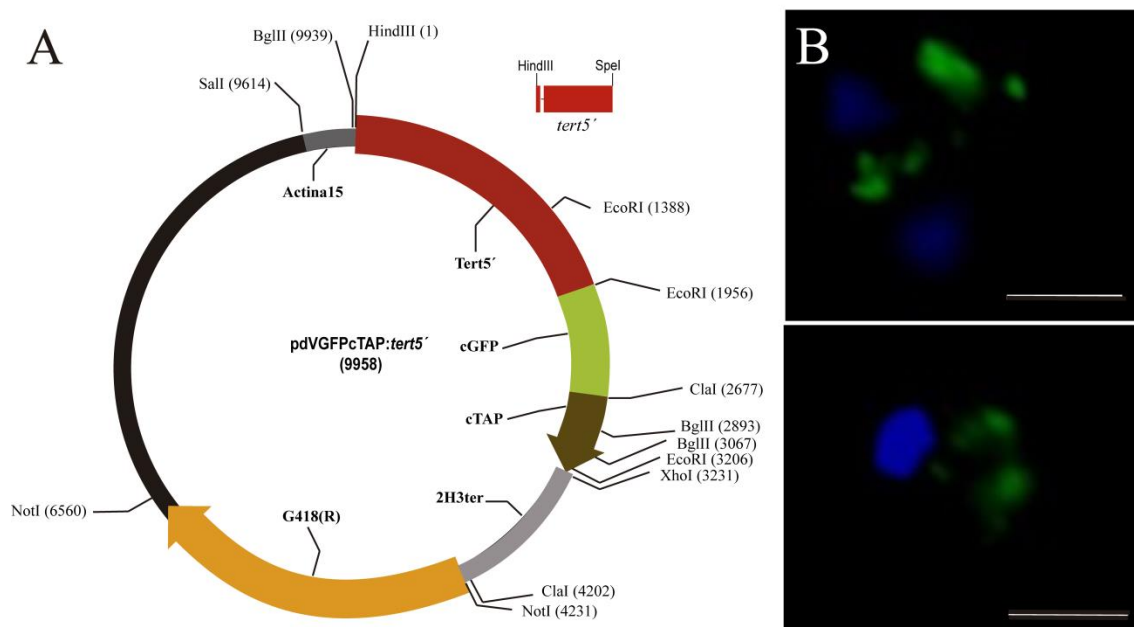 A
B
BglII (9939)
HindIII (1)
SalI (9614)
HindIII
SpeI
tert5´
Actina15
EcoRI (1388)
Tert5´
EcoRI (1956)
pdVGFPcTAP:tert5´
(9958)
cGFP
ClaI (2677)
cTAP
BglII (2893)
BglII (3067)
EcoRI (3206)
XhoI (3231)
2H3ter
NotI (6560)
G418(R)
ClaI (4202)
NotI (4231)